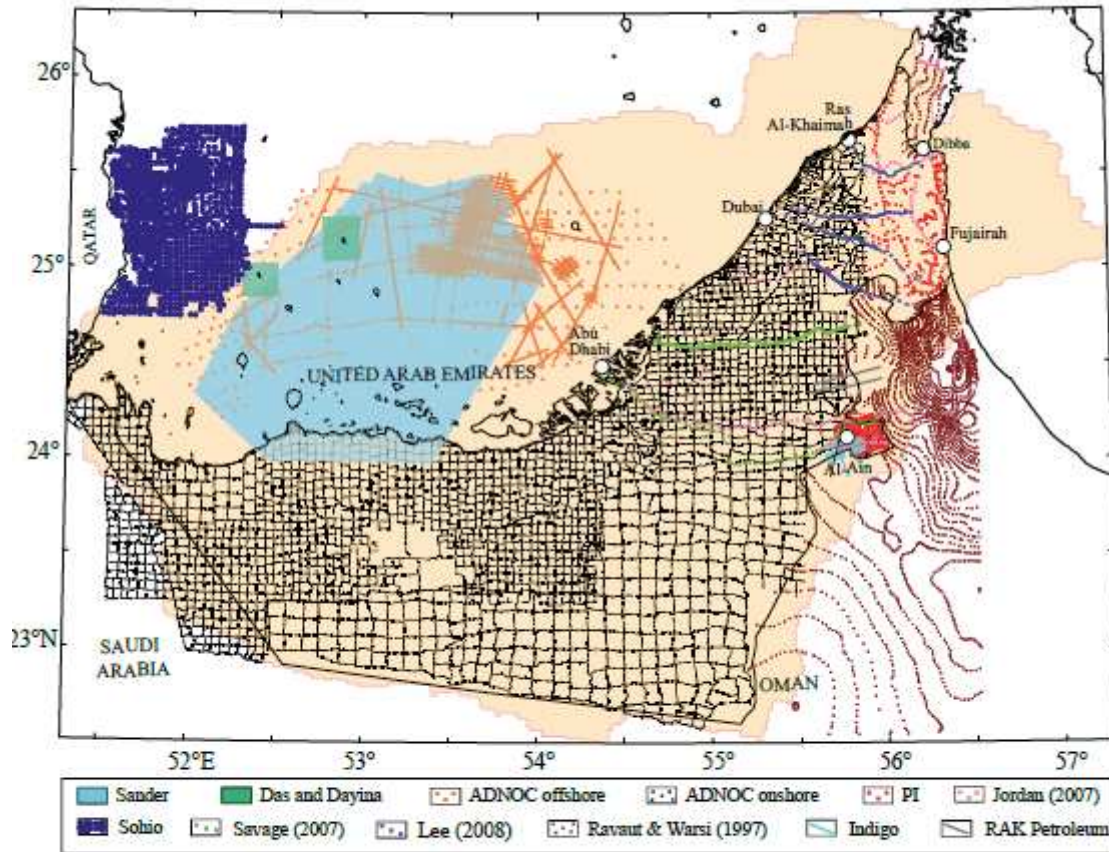 26°
Ras
Al-Khaimah
Dibba
QATAR
Dubai
Fujairah
25°
Abu
Dhabi
UNITED ARAB EMIRATES
24°
Al-Ain
23°N
SAUDI
ARABIA
OMAN
52°E
53°
54°
55°
56°
57°
Sander
Das and Dayina
ADNOC offshore
ADNOC onshore
PI
Jordan (2007)
Sohio
Savage (2007)
Lee (2008)
Ravaut & Warsi (1997)
Indigo
RAK Petroleum